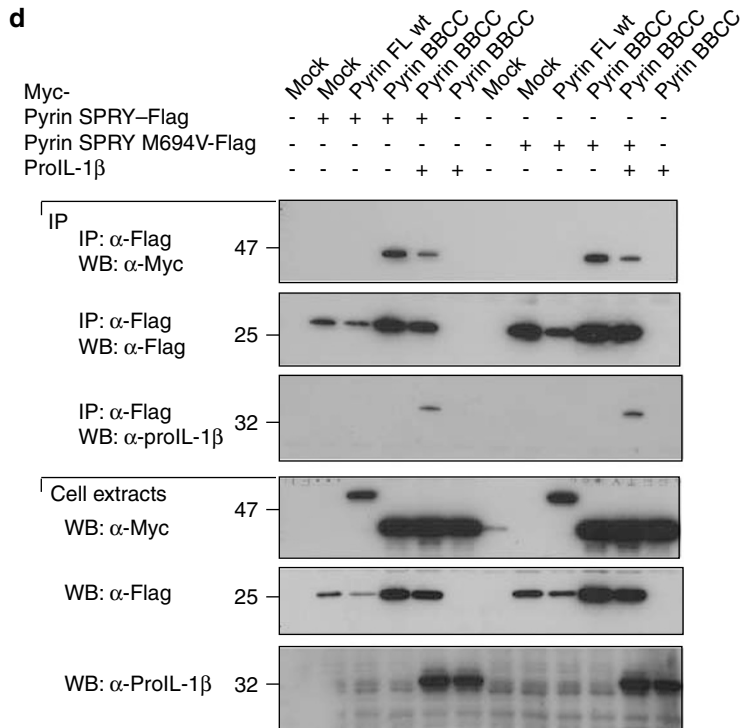 d
Mock
Mock
Pyrin FL wt
Pyrin BBCC
Pyrin BBCC
Pyrin BBCC
Mock
Mock
Pyrin FL wt
Pyrin BBCC
Pyrin BBCC
Pyrin BBCC
Myc-
Pyrin SPRY–Flag - + + + + - - - - - -
Pyrin SPRY M694V-Flag - - - - - - - + + + + -
ProIL-1β - - - - + + - - - - + +
IP
IP: α-Flag
WB: α-Myc
47
IP: α-Flag
WB: α-Flag
25
IP: α-Flag
WB: α-proIL-1β
32
Cell extracts
WB: α-Myc
47
WB: α-Flag
25
WB: α-ProIL-1β
32